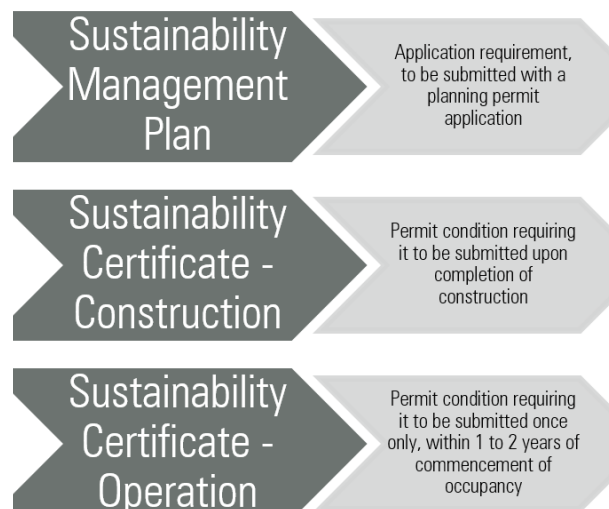 Sustainability
Management
Plan
Application requirement,
to be submitted with a
planning permit
application
Sustainability
Certificate -
Construction
Permit condition requiring
it to be submitted upon
completion of
construction
Sustainability
Certificate -
Operation
Permit condition requiring
it to be submitted once
only, within 1 to 2 years of
commencement of
occupancy